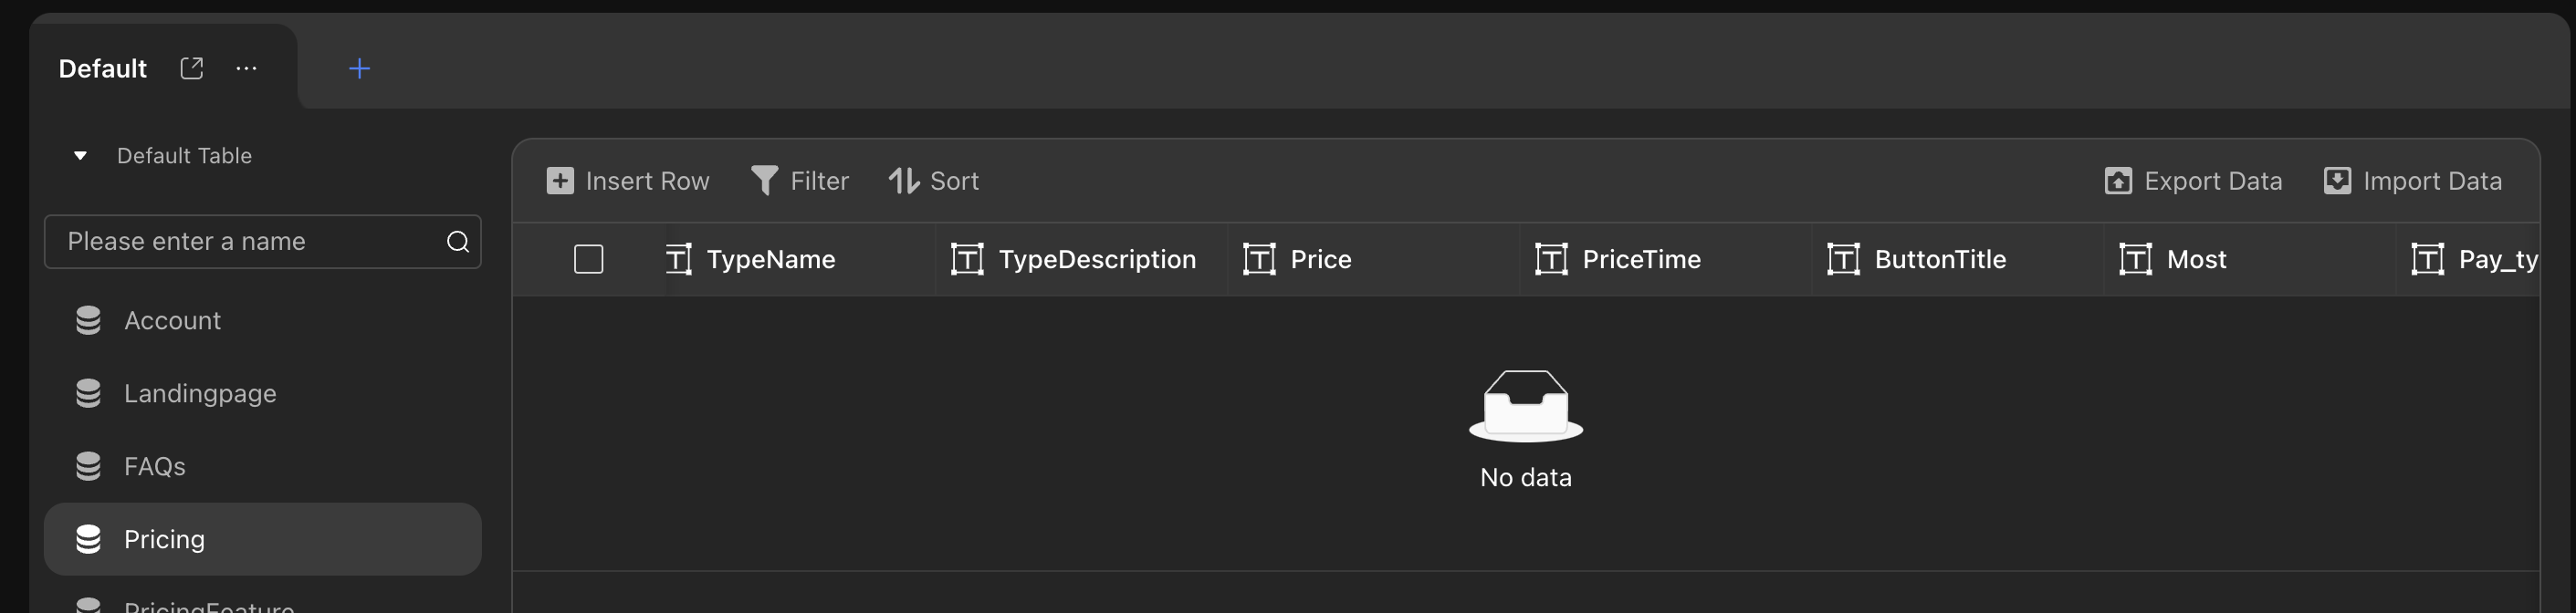 Default
Default Table
Please enter a name
Account
Landingpage
FAQs
Pricing
PricingFeature
Insert Row Filter Sort Export Data Import Data
TypeName TypeDescription Price PriceTime ButtonTitle Most Pay_ty
No data